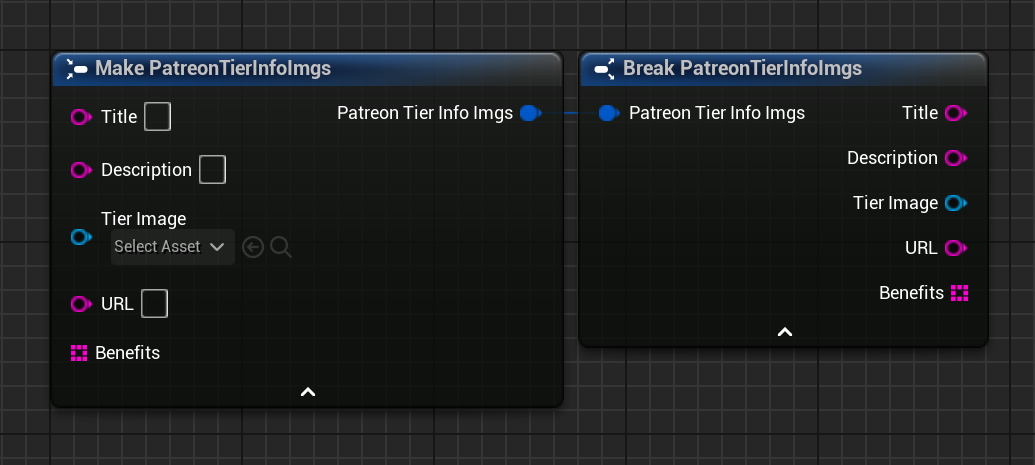 Make PatreonTierInfoImgs
Title
Patreon Tier Info Imgs
Description
Tier Image
Select Asset
URL
Benefits
Break PatreonTierInfoImgs
Patreon Tier Info Imgs
Title
Description
Tier Image
URL
Benefits